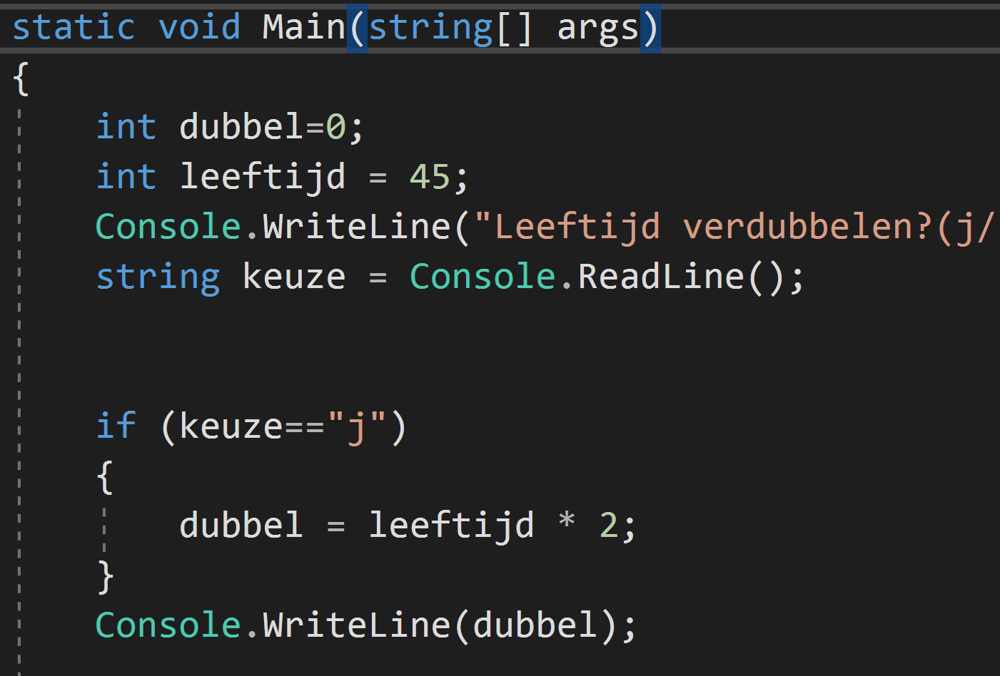 static void Main(string[] args)
{
int dubbel=0;
int leeftijd = 45;
Console.WriteLine("Leeftijd verdubbelen?(j/
string keuze = Console.ReadLine();
if (keuze=="j")
{
dubbel = leeftijd * 2;
}
Console.WriteLine(dubbel);